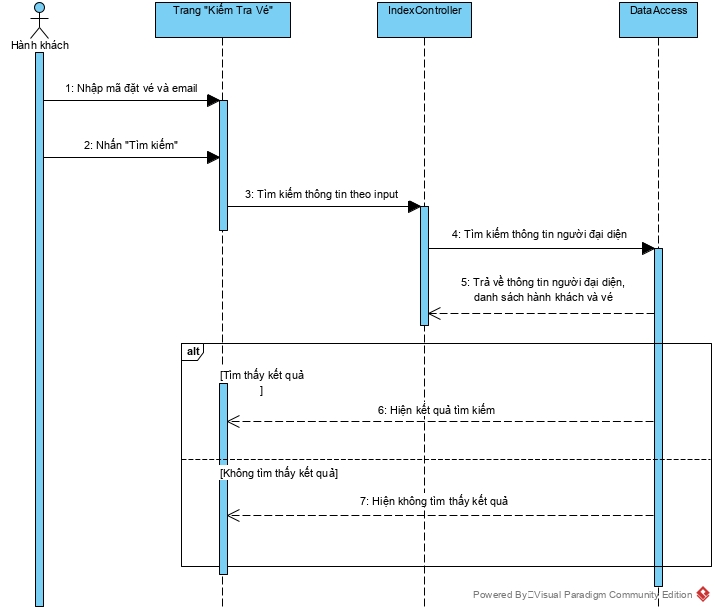 Hành khách
Trang "Kiểm Tra Vé"
IndexController
DataAccess
1: Nhập mã đặt vé và email
2: Nhấn "Tìm kiếm"
3: Tìm kiếm thông tin theo input
4: Tìm kiếm thông tin người đại diện
5: Trả về thông tin người đại diện,
danh sách hành khách và vé
alt
[Tìm thấy kết quả
]
6: Hiện kết quả tìm kiếm
[Không tìm thấy kết quả]
7: Hiện không tìm thấy kết quả
Powered By Visual Paradigm Community Edition